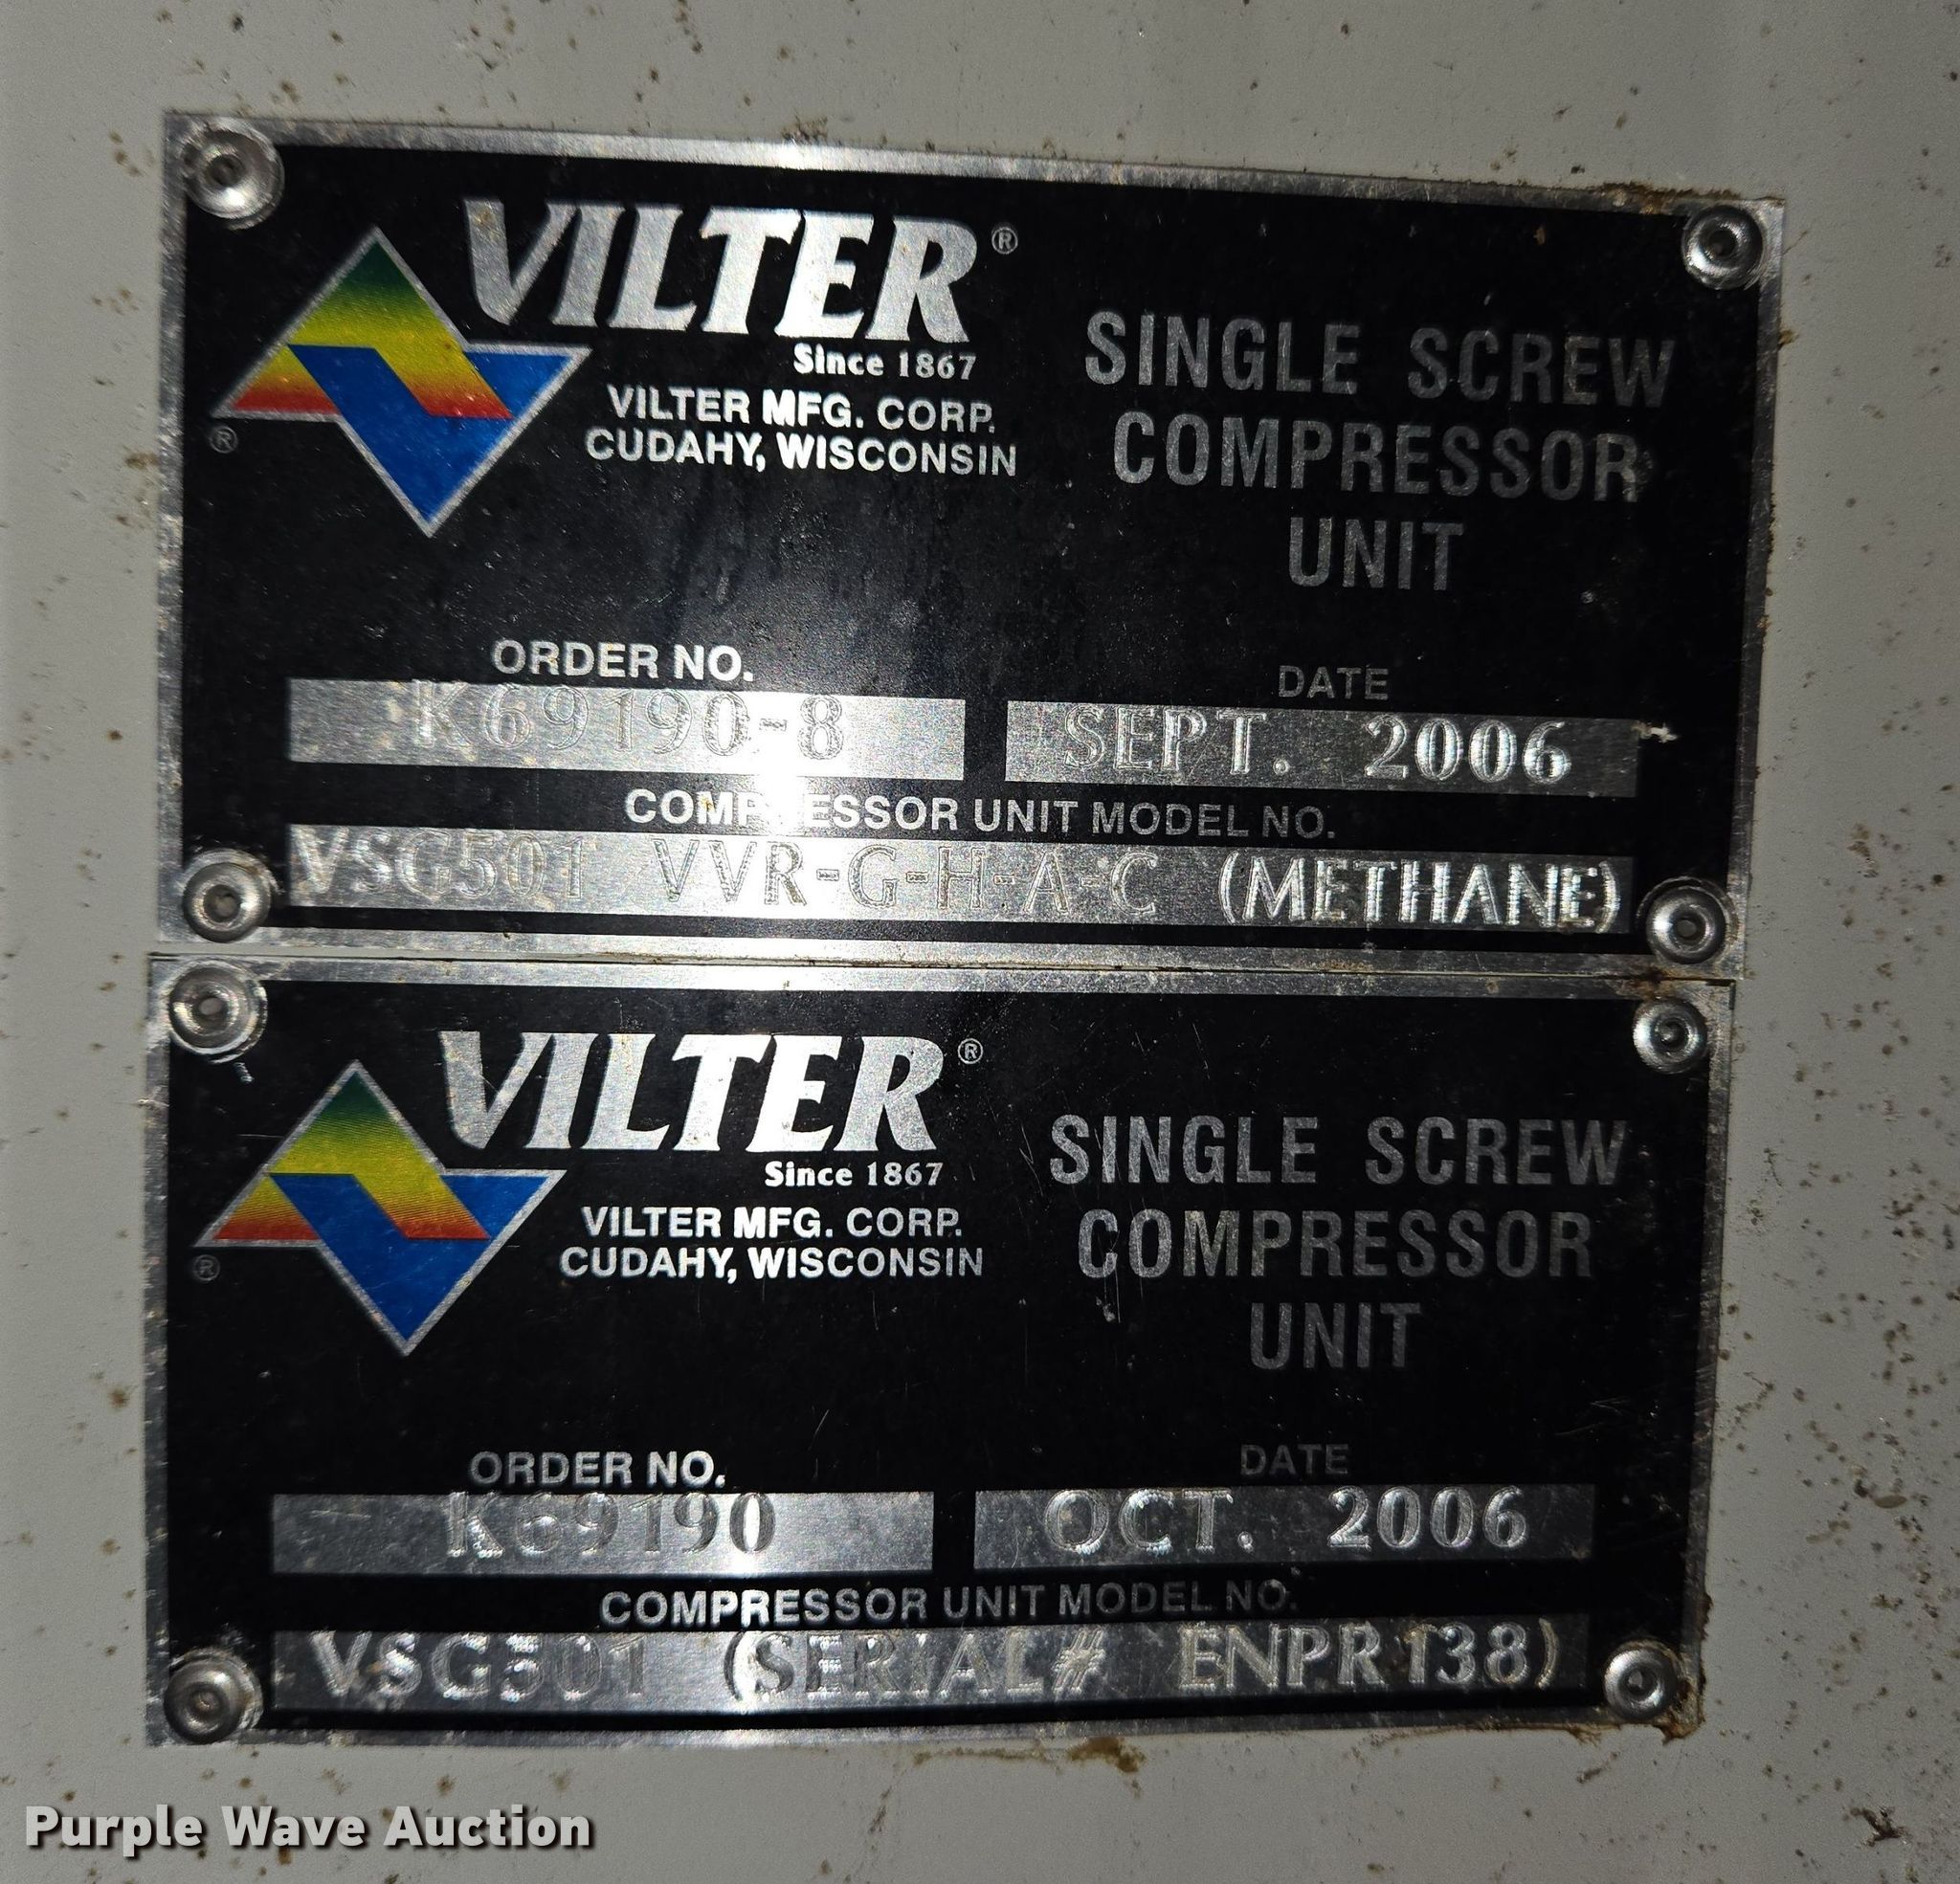 VILTER®
Since 1867
VILTER MFG. CORP.
CUDAHY, WISCONSIN
®
SINGLE SCREW
COMPRESSOR
UNIT
ORDER NO.
K69190-8
DATE
SEPT. 2006
COMPRESSOR UNIT MODEL NO.
VSG501 VVR-G-H-A-C (METHANE)
VILTER®
Since 1867
VILTER MFG. CORP.
CUDAHY, WISCONSIN
®
SINGLE SCREW
COMPRESSOR
UNIT
ORDER NO.
K69190
DATE
OCT. 2006
COMPRESSOR UNIT MODEL NO.
VSG501 (SERIAL# ENPR138)
Purple Wave Auction